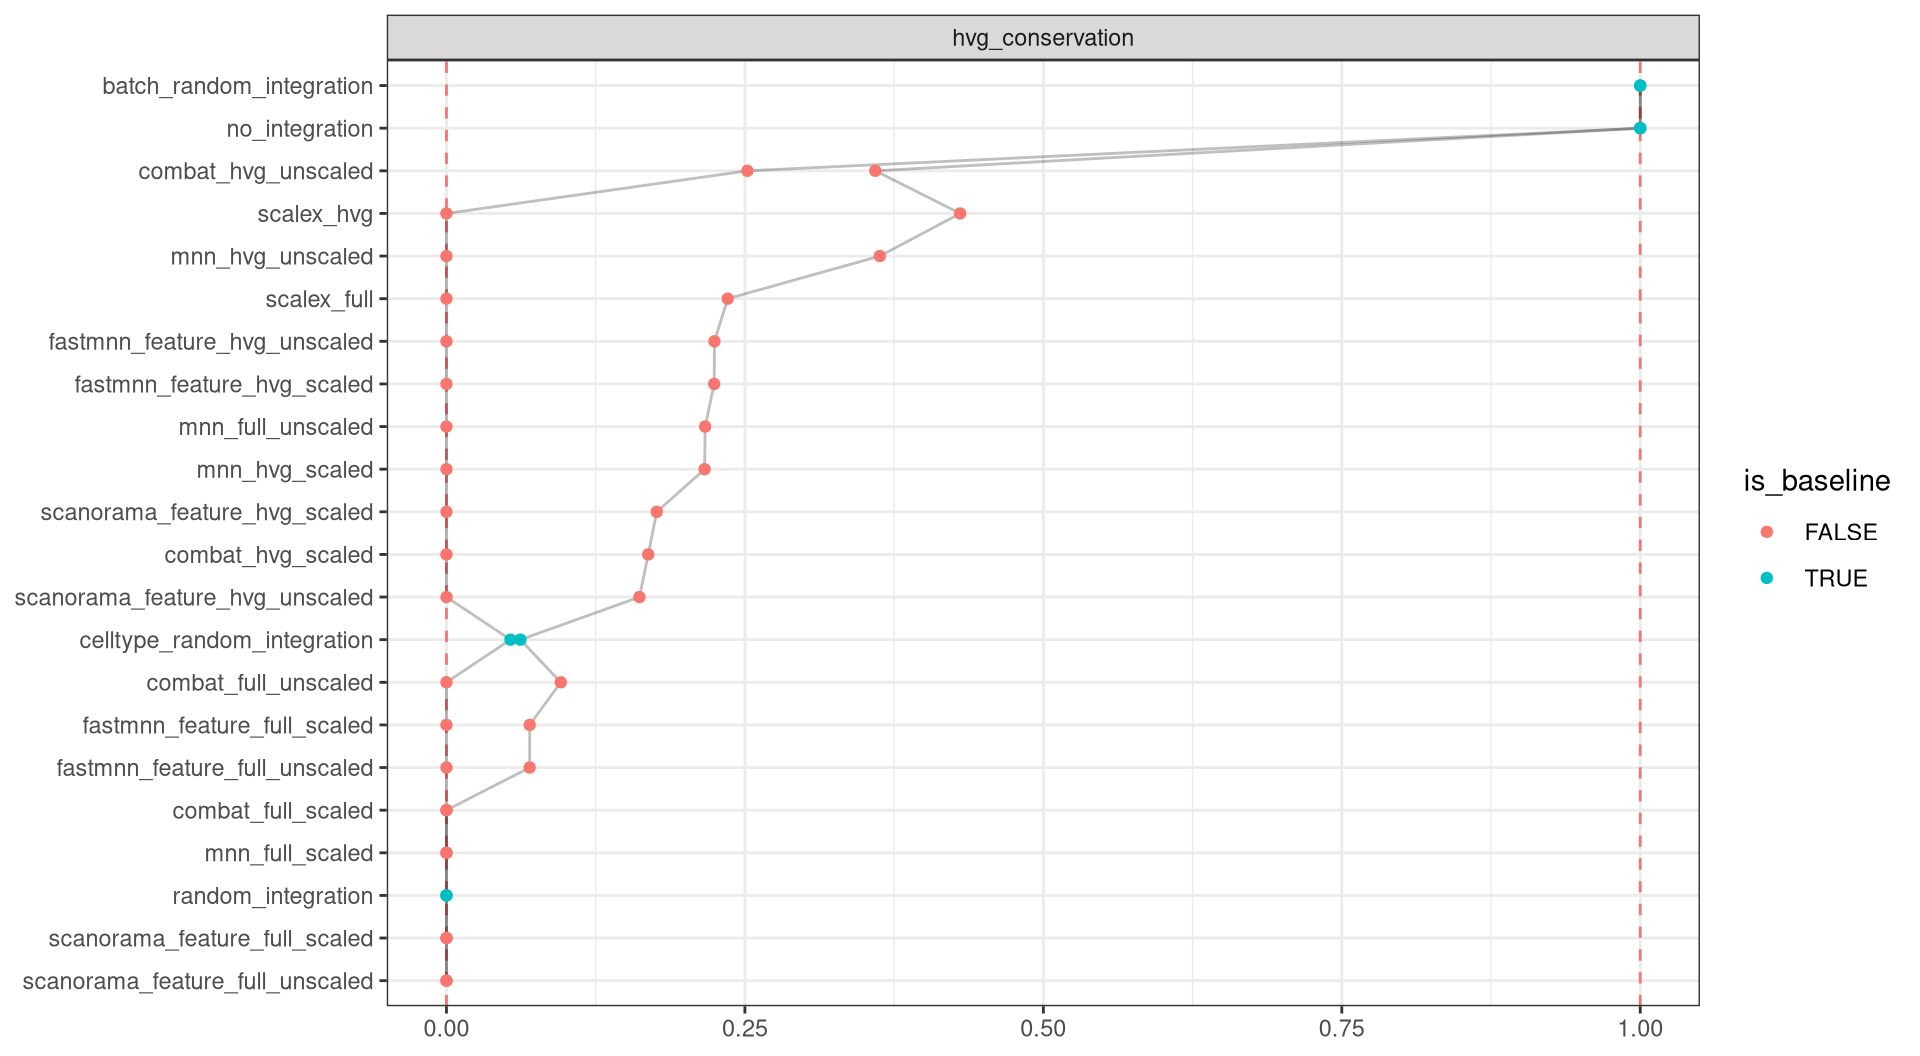 hvg_conservation
batch_random_integration
no_integration
combat_hvg_unscaled
scalex_hvg
mnn_hvg_unscaled
scalex_full
fastmnn_feature_hvg_unscaled
fastmnn_feature_hvg_scaled
mnn_full_unscaled
mnn_hvg_scaled
scanorama_feature_hvg_scaled
combat_hvg_scaled
scanorama_feature_hvg_unscaled
celltype_random_integration
combat_full_unscaled
fastmnn_feature_full_scaled
fastmnn_feature_full_unscaled
combat_full_scaled
mnn_full_scaled
random_integration
scanorama_feature_full_scaled
scanorama_feature_full_unscaled
0.00 0.25 0.50 0.75 1.00
is_baseline
FALSE
TRUE